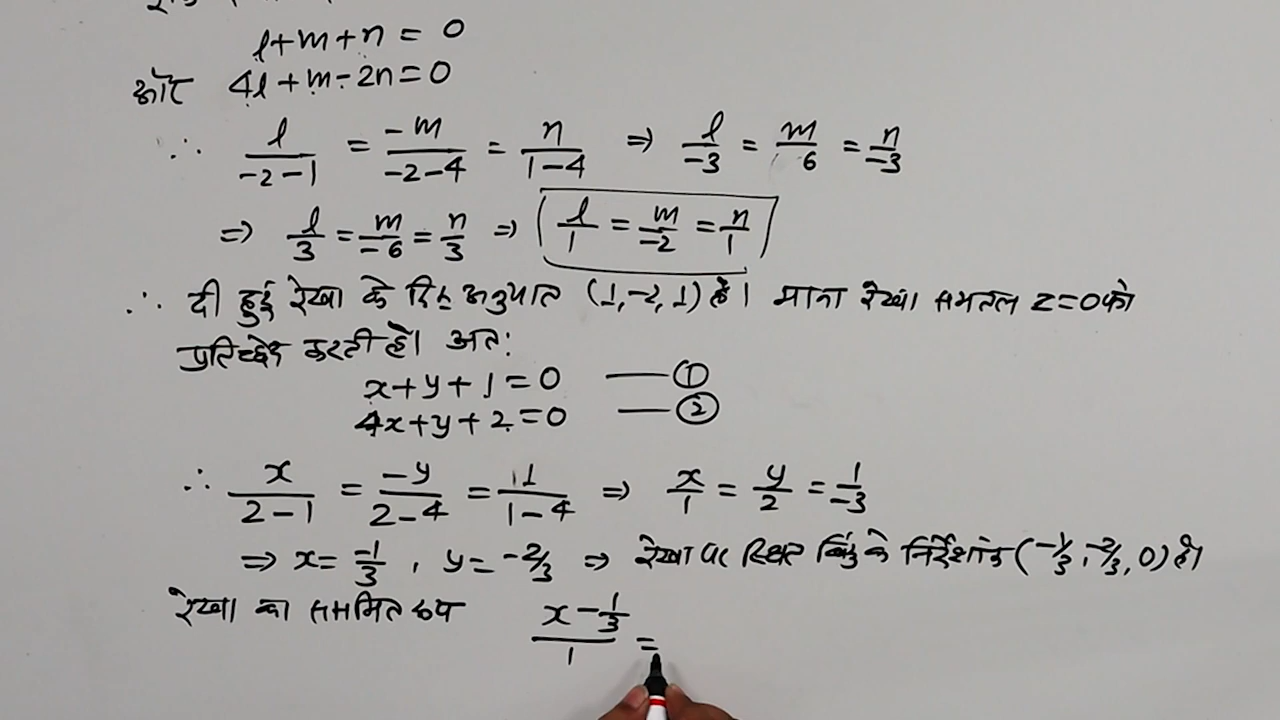 l+m+n = 0
और 4l+m-2n=0
∴ l/(-2-1) = -m/(-2-4) = n/(1-4) ⇒ l/-3 = m/6 = n/-3
⇒ l/3 = m/-6 = n/3 ⇒ l/1 = m/-2 = n/1
∴ दी हुई रेखा के दिक् अनुपात (1,-2,1) है। माना रेखा समतल z=0 को
प्रतिच्छेद करती है। अतः
x+y+1=0 —— ①
4x+y+2=0 —— ②
∴ x/(2-1) = -y/(2-4) = 1/(1-4) ⇒ x/1 = y/2 = 1/-3
⇒ x= -1/3 , y= -2/3 ⇒ रेखा पर स्थित बिंदु के निर्देशांक (-1/3, -2/3, 0) है।
रेखा का सममित रूप (x-1/3)/1 =